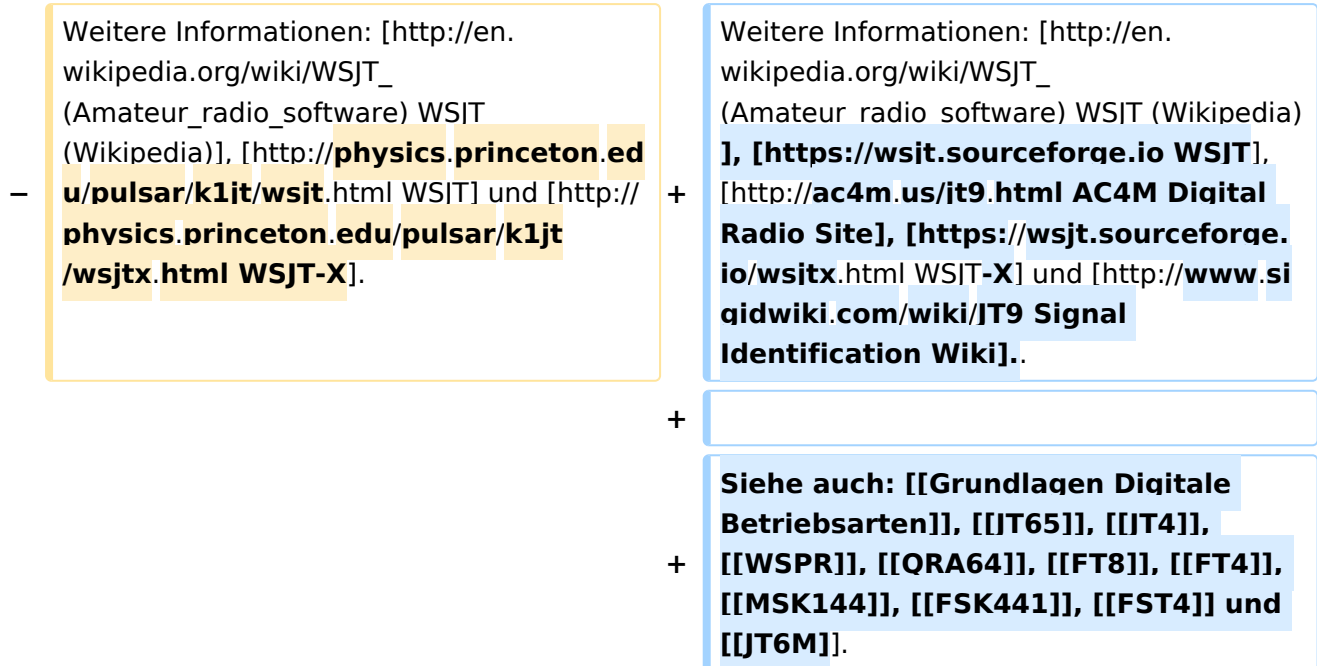 Weitere Informationen: [http://en.
wikipedia.org/wiki/WSJT_
(Amateur_radio_software) WSJT
(Wikipedia)], [http://physics.princeton.ed
− u/pulsar/k1jt/wsjt.html WSJT] und [http://
physics.princeton.edu/pulsar/k1jt
/wsjtx.html WSJT-X].
Weitere Informationen: [http://en.
wikipedia.org/wiki/WSJT_
(Amateur_radio_software) WSJT (Wikipedia)
], [https://wsjt.sourceforge.io WSJT],
+ [http://ac4m.us/jt9.html AC4M Digital
Radio Site], [https://wsjt.sourceforge.
io/wsjtx.html WSJT-X] und [http://www.si
gidwiki.com/wiki/JT9 Signal
Identification Wiki]..
+
Siehe auch: [[Grundlagen Digitale
Betriebsarten]], [[JT65]], [[JT4]],
+ [[WSPR]], [[QRA64]], [[FT8]], [[FT4]],
[[MSK144]], [[FSK441]], [[FST4]] und
[[JT6M]].